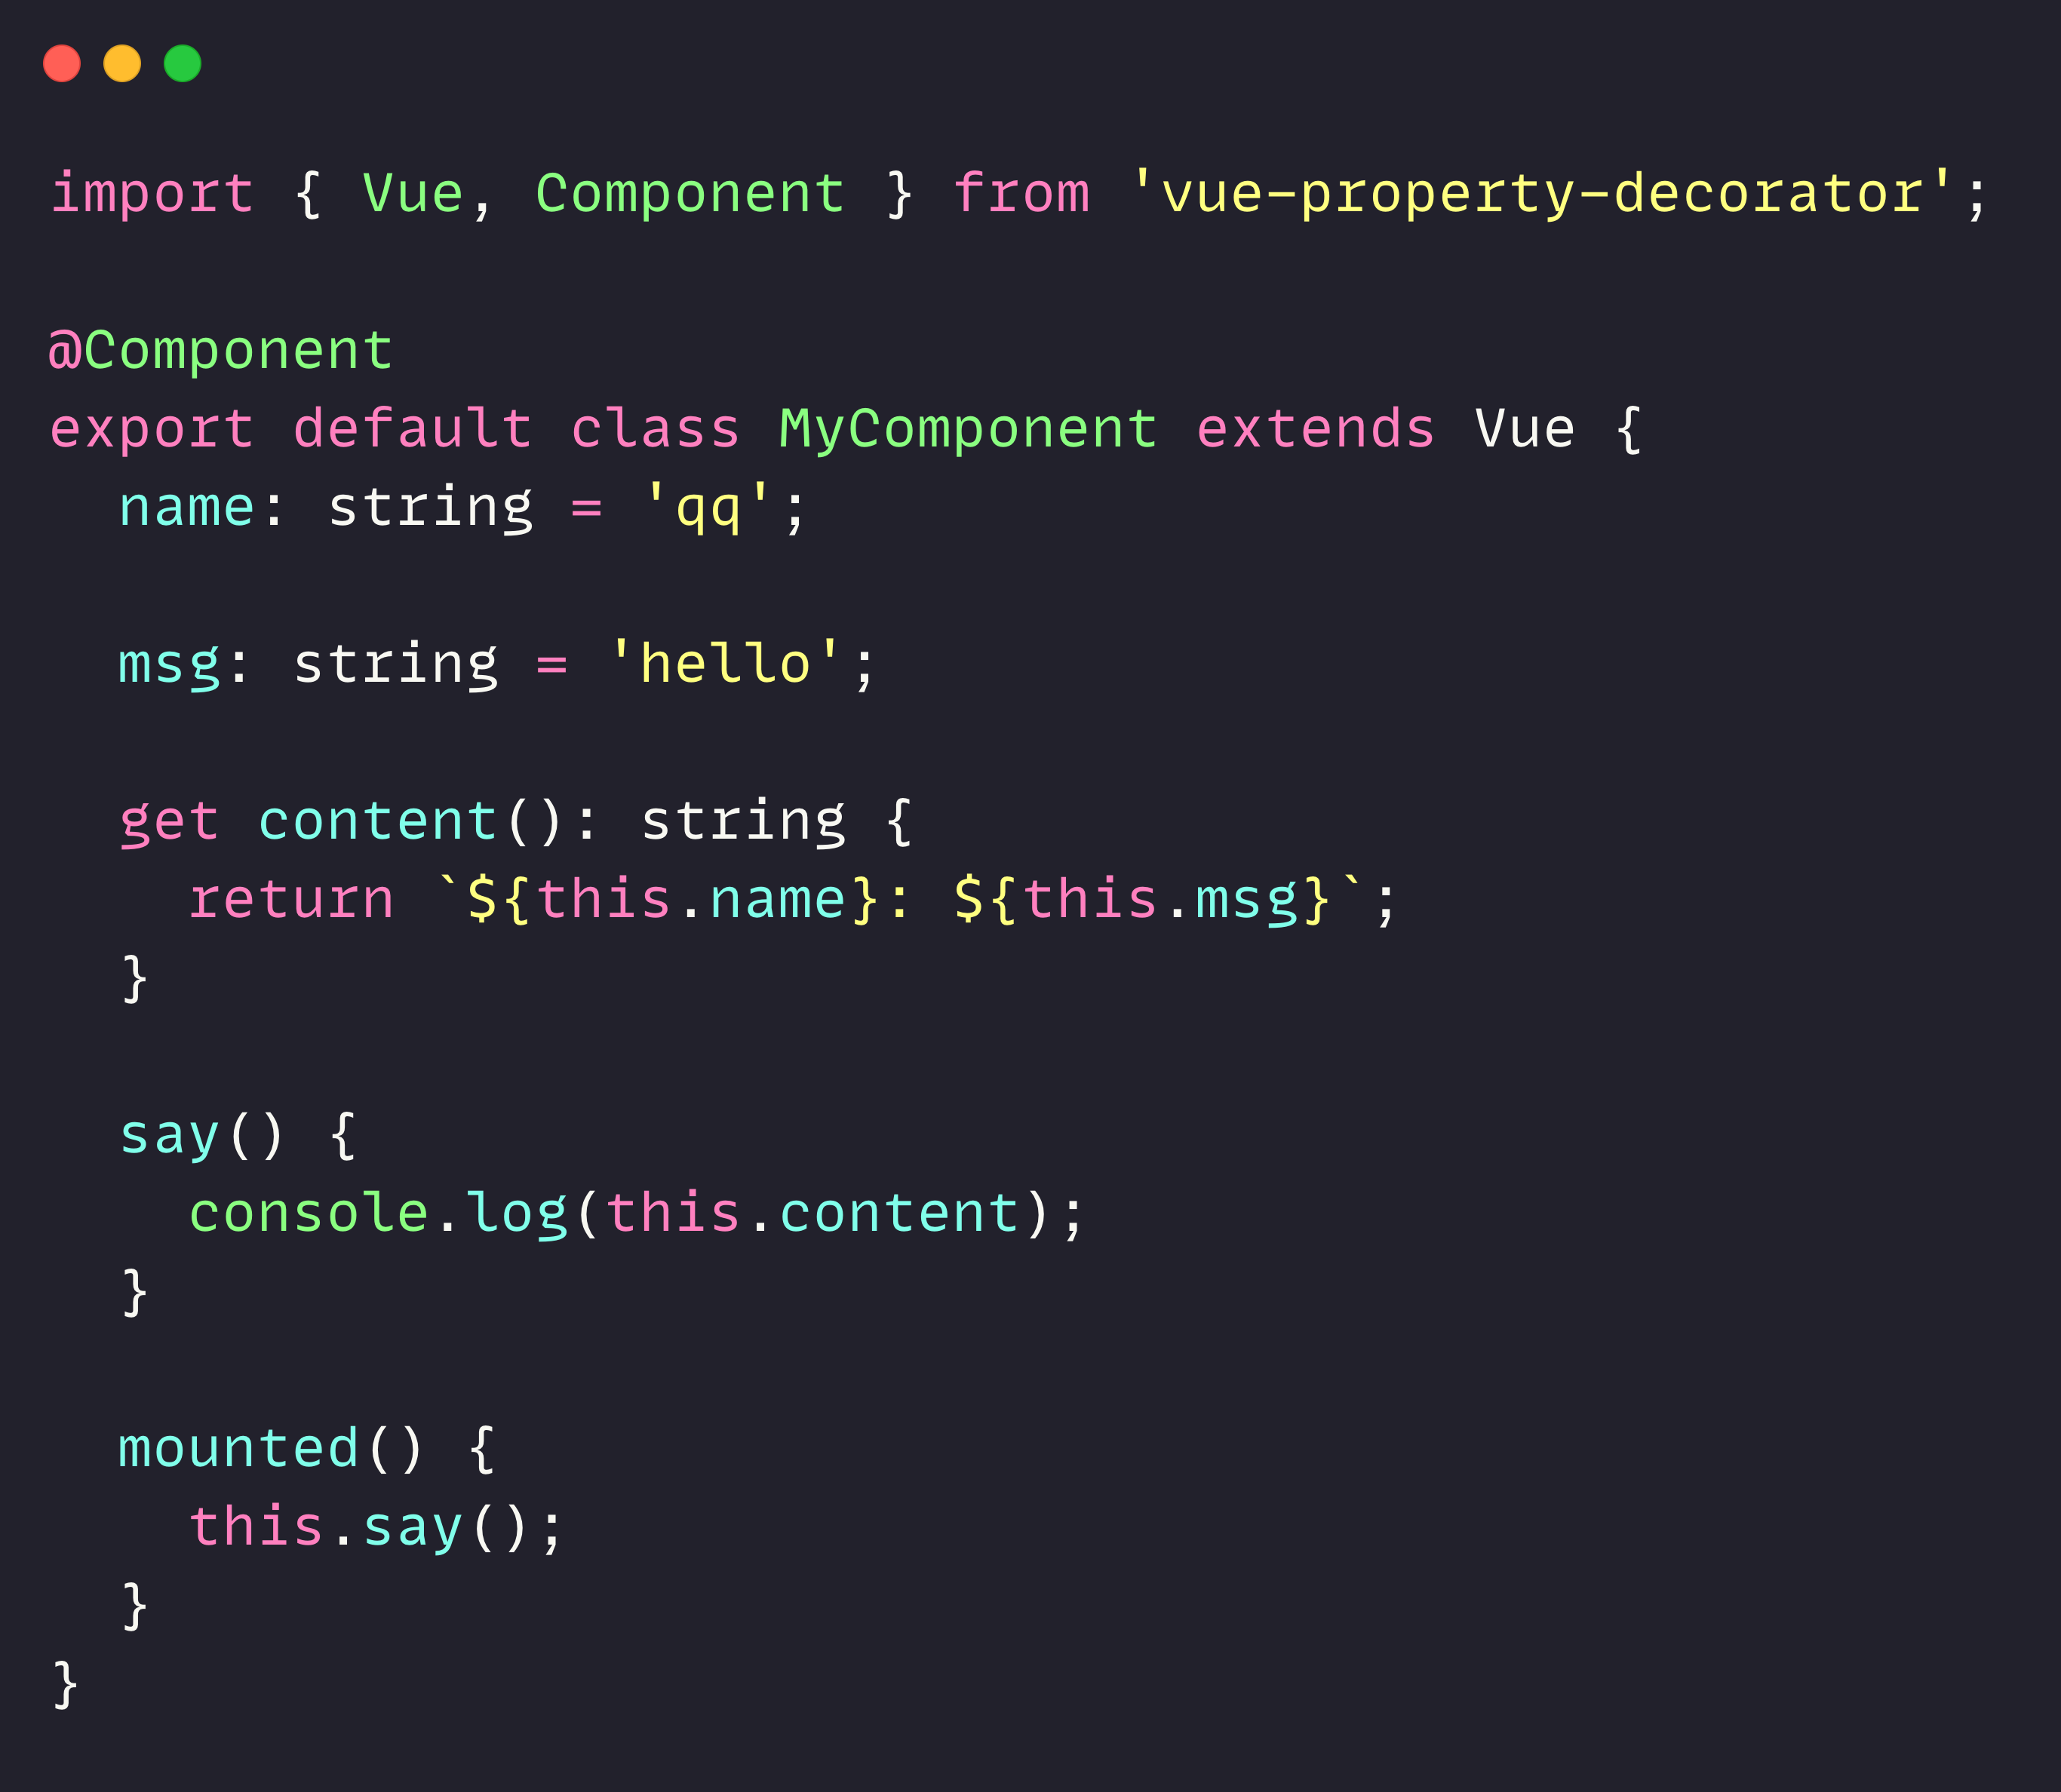 import { Vue, Component } from 'vue-property-decorator';

@Component
export default class MyComponent extends Vue {
  name: string = 'qq';

  msg: string = 'hello';

  get content(): string {
    return `${this.name}: ${this.msg}`;
  }

  say() {
    console.log(this.content);
  }

  mounted() {
    this.say();
  }
}